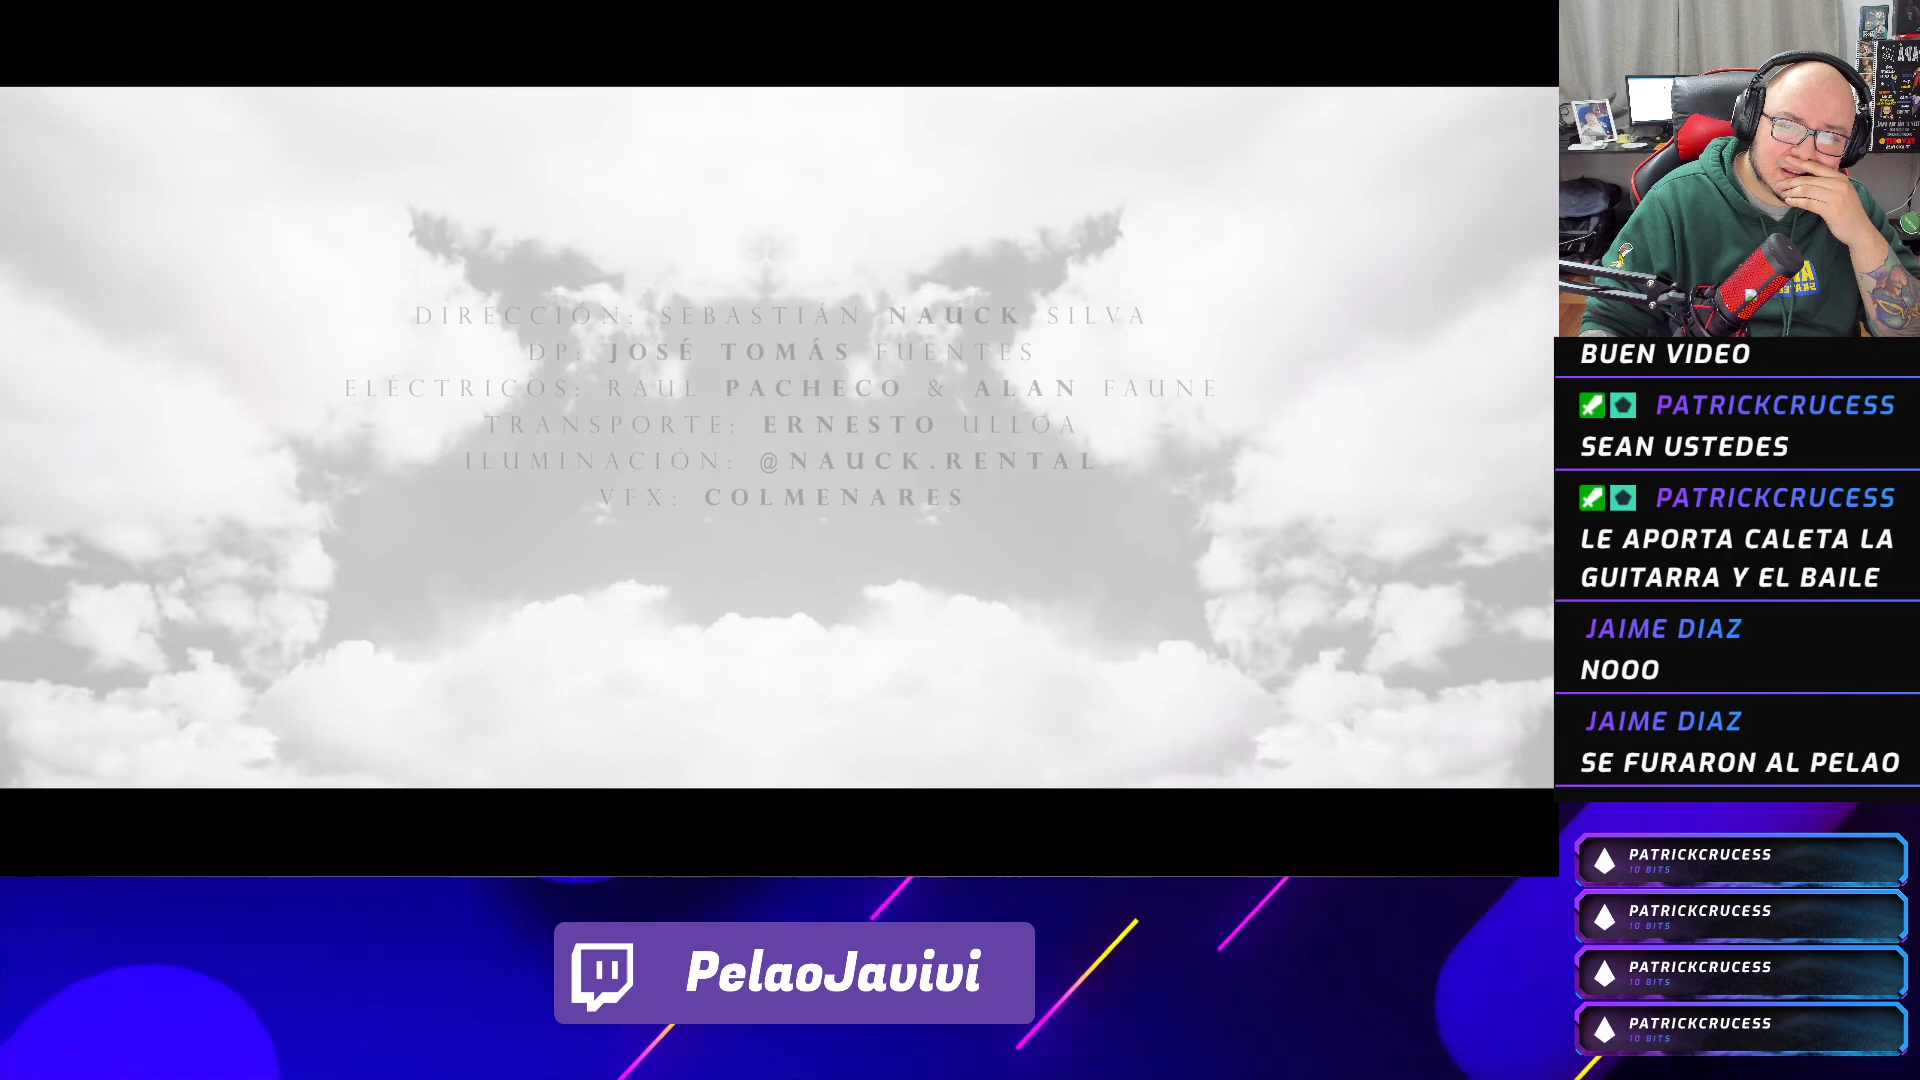 DIRECCIÓN: SEBASTIÁN NAUCK SILVA
DP: JOSÉ TOMÁS FUENTES
ELÉCTRICOS: RAUL PACHECO & ALAN FAUNE
TRANSPORTE: ERNESTO ULLOA
ILUMINACIÓN: @NAUCK.RENTAL
VFX: COLMENARES
BUEN VIDEO
PATRICKCRUCESS
SEAN USTEDES
PATRICKCRUCESS
LE APORTA CALETA LA
GUITARRA Y EL BAILE
JAIME DIAZ
NOOO
JAIME DIAZ
SE FURARON AL PELAO
PATRICKCRUCESS
10 BITS
PATRICKCRUCESS
10 BITS
PATRICKCRUCESS
10 BITS
PATRICKCRUCESS
10 BITS
PelaoJavivi